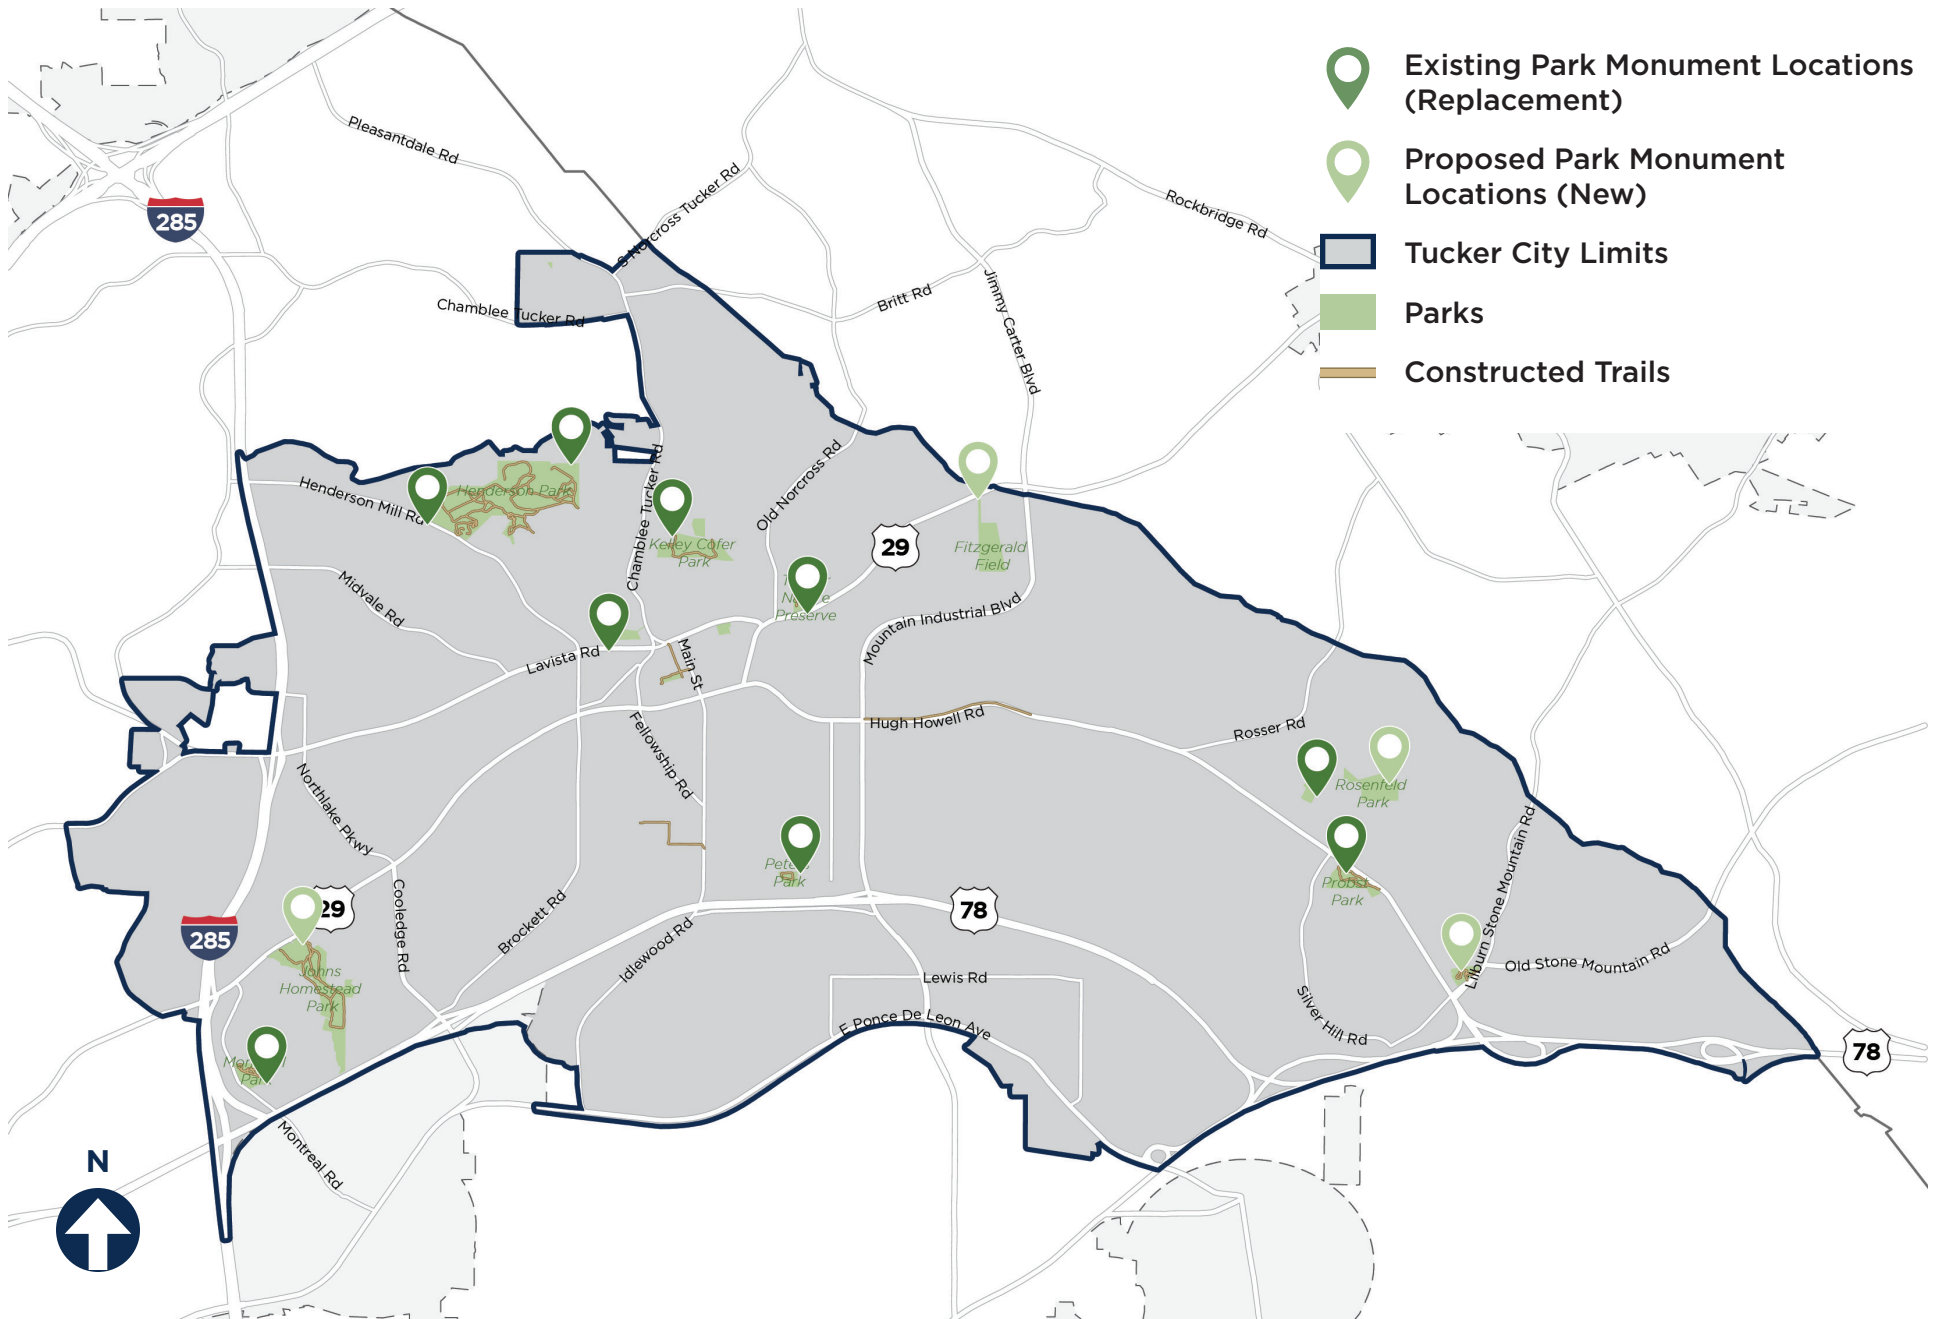 Existing Park Monument Locations
(Replacement)
Proposed Park Monument
Locations (New)
Tucker City Limits
Parks
Constructed Trails
Pleasantdale Rd
285
S Norcross Tucker Rd
Rockbridge Rd
Chamblee Tucker Rd
Britt Rd
Jimmy Carter Blvd
Henderson Mill Rd
Henderson Park
Chamblee Tucker Rd
Old Norcross Rd
Kelley Cofer
Park
29
Fitzgerald
Field
Midvale Rd
Preserve
Mountain Industrial Blvd
Lavista Rd
Main St
Hugh Howell Rd
Rosser Rd
Fellowship Rd
Rosenfeld
Park
Northlake Pkwy
Park
Probst
Park
Lilburn Stone Mountain Rd
29
Cooledge Rd
Brockett Rd
78
285
Idlewood Rd
Johns
Homestead
Park
Lewis Rd
Old Stone Mountain Rd
Silver Hill Rd
E Ponce De Leon Ave
78
Montreal Rd
N